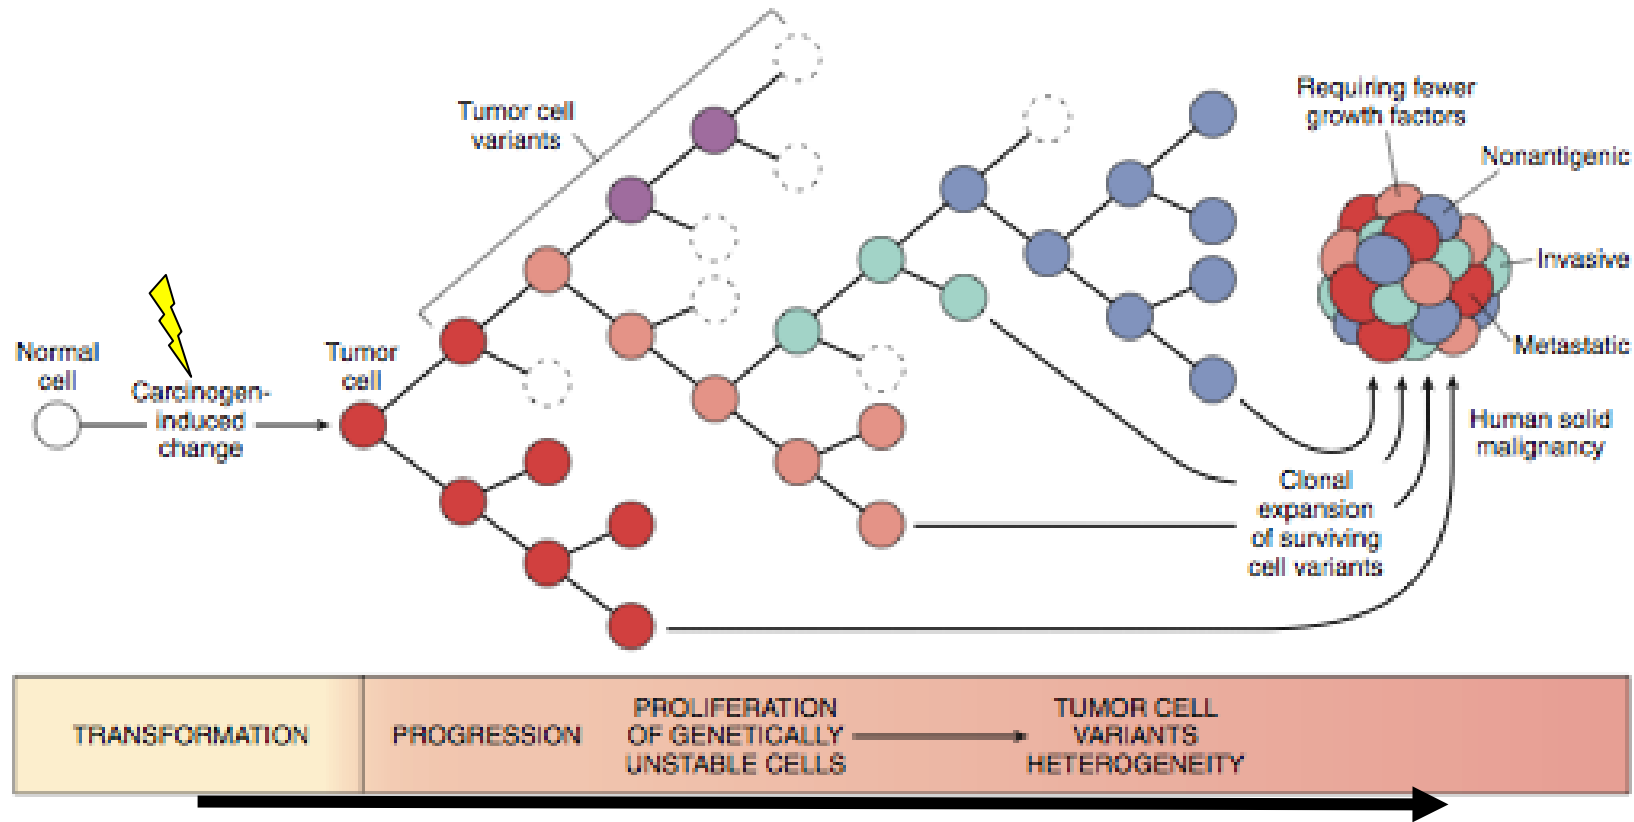 Tumor cell
variants
Requiring fewer
growth factors
Nonantigenic
Invasive
Metastatic
Normal
cell
Carcinogen-
induced
change
Tumor
cell
Human solid
malignancy
Clonal
expansion
of surviving
cell variants
TRANSFORMATION
PROGRESSION
PROLIFERATION
OF GENETICALLY
UNSTABLE CELLS
TUMOR CELL
VARIANTS
HETEROGENEITY